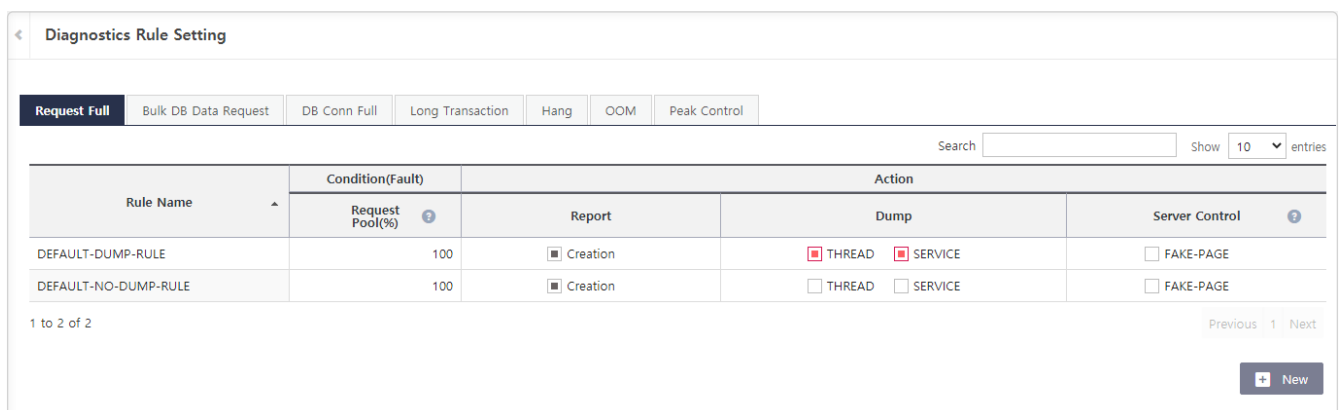 Diagnostics Rule Setting
Request Full Bulk DB Data Request DB Conn Full Long Transaction Hang OOM Peak Control
Search Show 10 entries
Rule Name Condition(Fault) Action
Request Pool(%) ? Report Dump Server Control ?
DEFAULT-DUMP-RULE 100 Creation THREAD SERVICE FAKE-PAGE
DEFAULT-NO-DUMP-RULE 100 Creation THREAD SERVICE FAKE-PAGE
1 to 2 of 2 Previous 1 Next
+ New